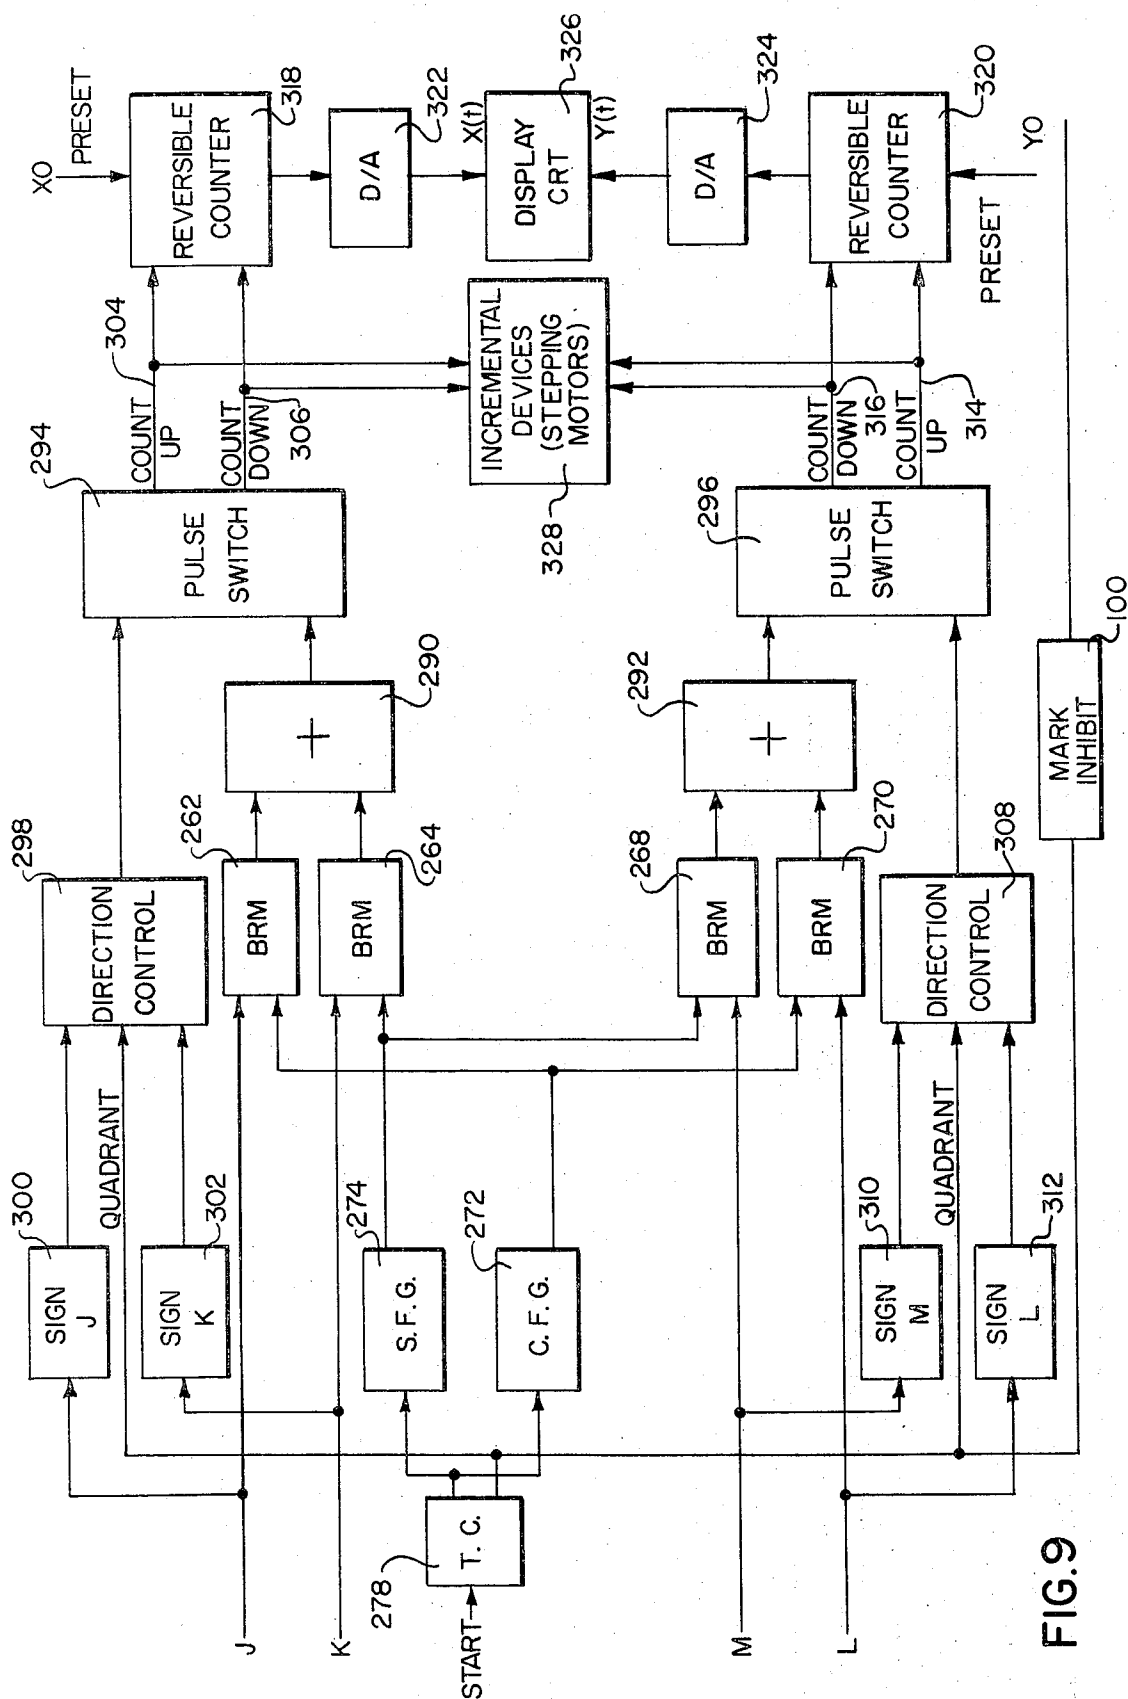 J
K
START
M
L
278
T. C.
300
SIGN
J
SIGN
K
302
QUADRANT
274
S. F. G.
272
C. F. G.
310
SIGN
M
QUADRANT
SIGN
L
312
298
DIRECTION
CONTROL
262
BRM
BRM
264
268
BRM
BRM
270
DIRECTION
CONTROL
308
+
290
292
+
MARK
INHIBIT
100
294
PULSE
SWITCH
296
PULSE
SWITCH
COUNT
UP
304
COUNT
DOWN
306
COUNT
DOWN
316
COUNT
UP
314
INCREMENTAL
DEVICES
(STEPPING
MOTORS)
328
X0
PRESET
REVERSIBLE
COUNTER
318
D/A
322
X(t)
DISPLAY
CRT
326
Y(t)
D/A
324
REVERSIBLE
COUNTER
320
PRESET
Y0
FIG.9